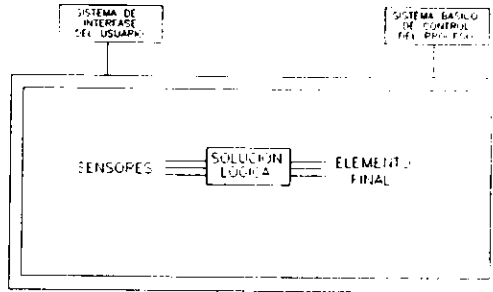 SISTEMA DE
INTERFASE
DEL USUARIO
SISTEMA BASICO
DE CONTROL
DEL PROCESO
SENSORES
SOLUCION
LOGICA
ELEMENTO
FINAL